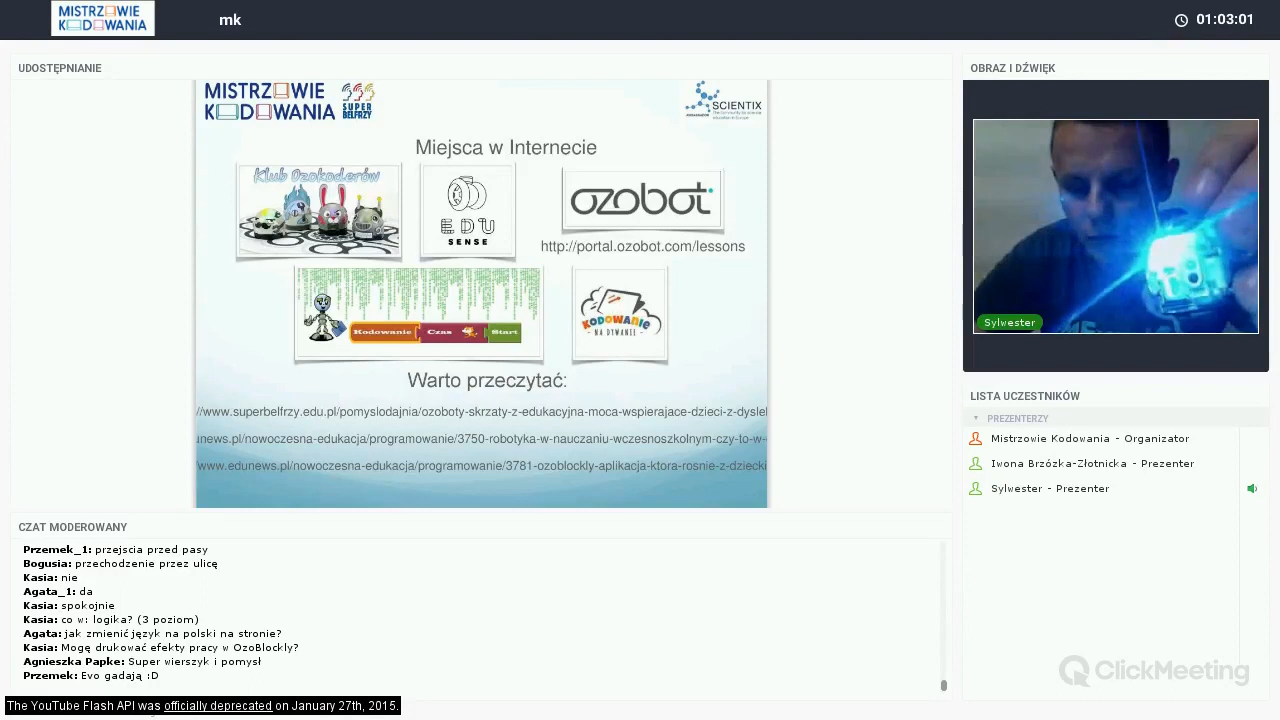 MISTRZOWIE
KODOWANIA
mk
01:03:01
UDOSTĘPNIANIE
MISTRZOWIE
KODOWANIA
SUPER
BELFRZY
SCIENTIX
Miejsca w Internecie
Klub Ozokoderów
EDU
SENSE
ozobot
http://portal.ozobot.com/lessons
Kodowanie Czas Start
KODOWANIE
NA DYWANIE
Warto przeczytać:
//www.superbelfrzy.edu.pl/pomyslodajnia/ozoboty-skrzaty-z-edukacyjna-moca-wspierajace-dzieci-z-dyslel
unews.pl/nowoczesna-edukacja/programowanie/3750-robotyka-w-nauczaniu-wczesnoszkolnym-czy-to-w-
/www.edunews.pl/nowoczesna-edukacja/programowanie/3781-ozoblockly-aplikacja-ktora-rosnie-z-dziecki
OBRAZ I DŹWIĘK
Sylwester
LISTA UCZESTNIKÓW
PREZENTERZY
Mistrzowie Kodowania - Organizator
Iwona Brzózka-Złotnicka - Prezenter
Sylwester - Prezenter
CZAT MODEROWANY
Przemek_1: przejscia przed pasy
Bogusia: przechodzenie przez ulicę
Kasia: nie
Agata_1: da
Kasia: spokojnie
Kasia: co w: logika? (3 poziom)
Agata: jak zmienić język na polski na stronie?
Kasia: Mogę drukować efekty pracy w OzoBlockly?
Agnieszka Papke: Super wierszyk i pomysł
Przemek: Evo gadają :D
ClickMeeting
The YouTube Flash API was officially deprecated on January 27th, 2015.